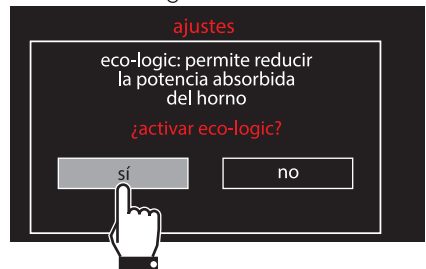 ajustes
eco-logic: permite reducir
la potencia absorbida
del horno
¿activar eco-logic?
sí
no